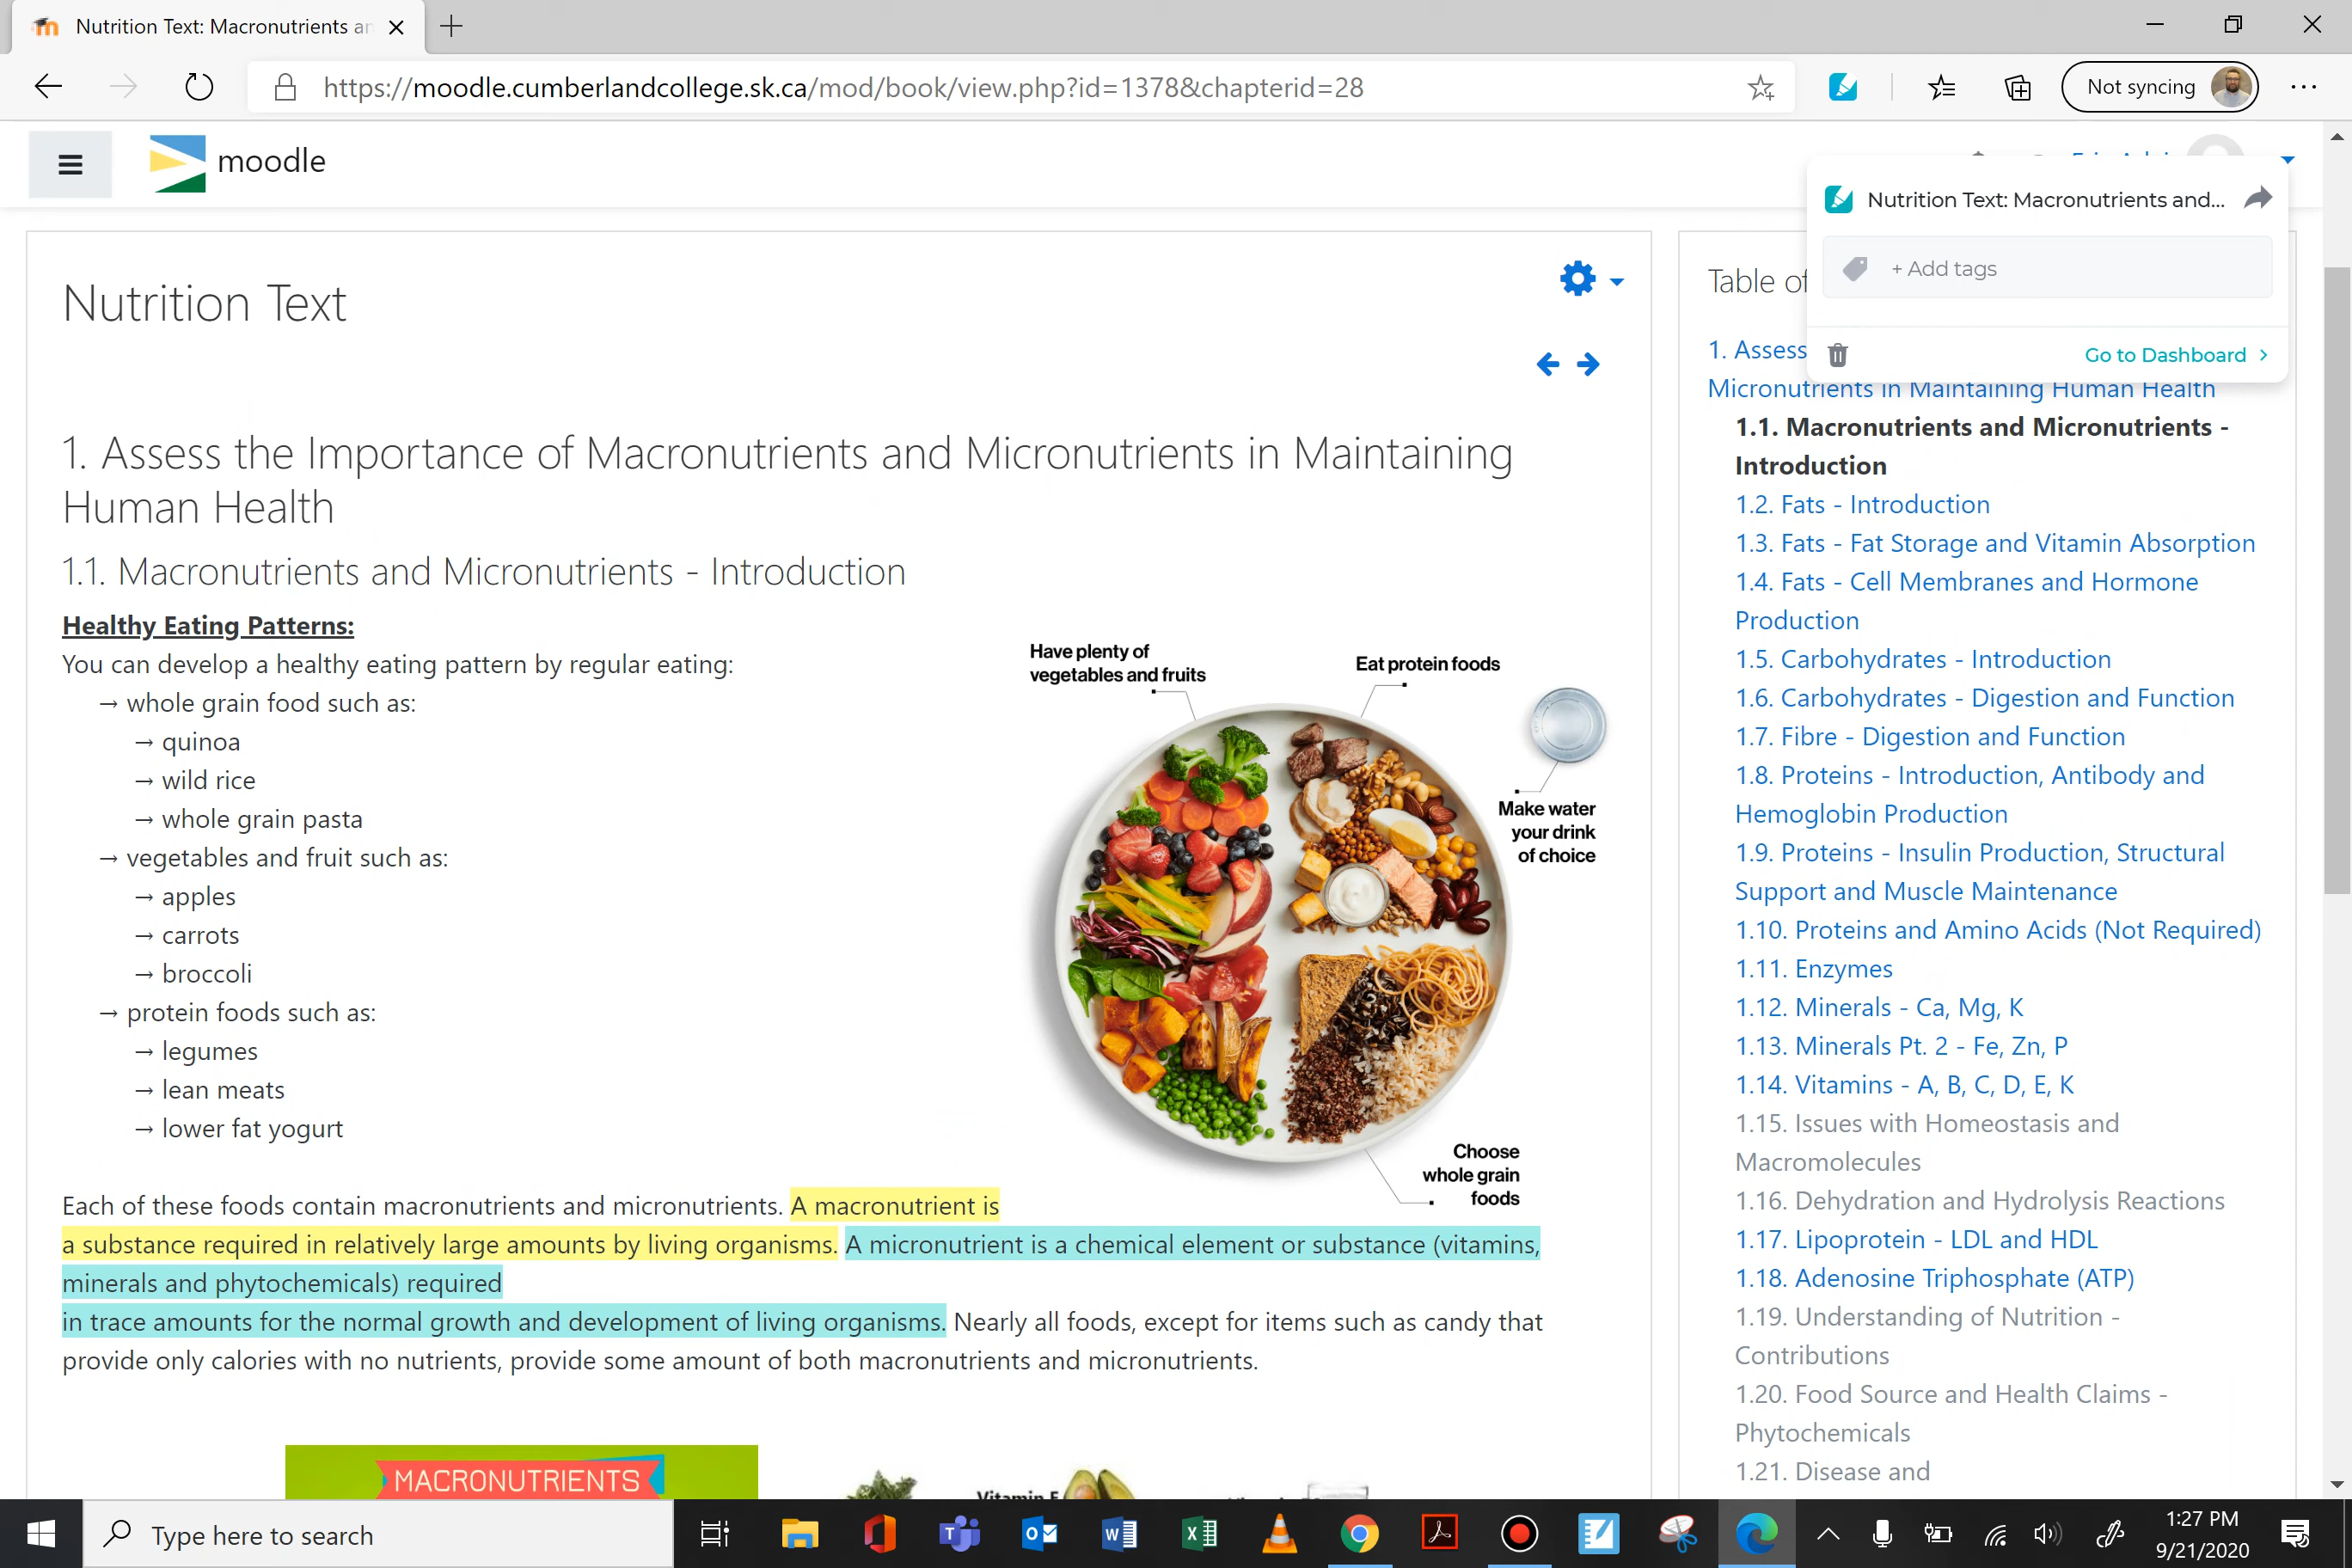 Nutrition Text: Macronutrients an
https://moodle.cumberlandcollege.sk.ca/mod/book/view.php?id=1378&chapterid=28
Not syncing
moodle
Nutrition Text: Macronutrients and...
+ Add tags
Go to Dashboard
Nutrition Text
1. Assess the Importance of Macronutrients and Micronutrients in Maintaining
Human Health
1.1. Macronutrients and Micronutrients - Introduction
Healthy Eating Patterns:
You can develop a healthy eating pattern by regular eating:
→ whole grain food such as:
→ quinoa
→ wild rice
→ whole grain pasta
→ vegetables and fruit such as:
→ apples
→ carrots
→ broccoli
→ protein foods such as:
→ legumes
→ lean meats
→ lower fat yogurt
Have plenty of
vegetables and fruits
Eat protein foods
Make water
your drink
of choice
Choose
whole grain
foods
Each of these foods contain macronutrients and micronutrients. A macronutrient is
a substance required in relatively large amounts by living organisms. A micronutrient is a chemical element or substance (vitamins,
minerals and phytochemicals) required
in trace amounts for the normal growth and development of living organisms. Nearly all foods, except for items such as candy that
provide only calories with no nutrients, provide some amount of both macronutrients and micronutrients.
MACRONUTRIENTS
Vitamin E
Table of
1. Assess
Micronutrients in Maintaining Human Health
1.1. Macronutrients and Micronutrients -
Introduction
1.2. Fats - Introduction
1.3. Fats - Fat Storage and Vitamin Absorption
1.4. Fats - Cell Membranes and Hormone
Production
1.5. Carbohydrates - Introduction
1.6. Carbohydrates - Digestion and Function
1.7. Fibre - Digestion and Function
1.8. Proteins - Introduction, Antibody and
Hemoglobin Production
1.9. Proteins - Insulin Production, Structural
Support and Muscle Maintenance
1.10. Proteins and Amino Acids (Not Required)
1.11. Enzymes
1.12. Minerals - Ca, Mg, K
1.13. Minerals Pt. 2 - Fe, Zn, P
1.14. Vitamins - A, B, C, D, E, K
1.15. Issues with Homeostasis and
Macromolecules
1.16. Dehydration and Hydrolysis Reactions
1.17. Lipoprotein - LDL and HDL
1.18. Adenosine Triphosphate (ATP)
1.19. Understanding of Nutrition -
Contributions
1.20. Food Source and Health Claims -
Phytochemicals
1.21. Disease and
Type here to search
1:27 PM
9/21/2020